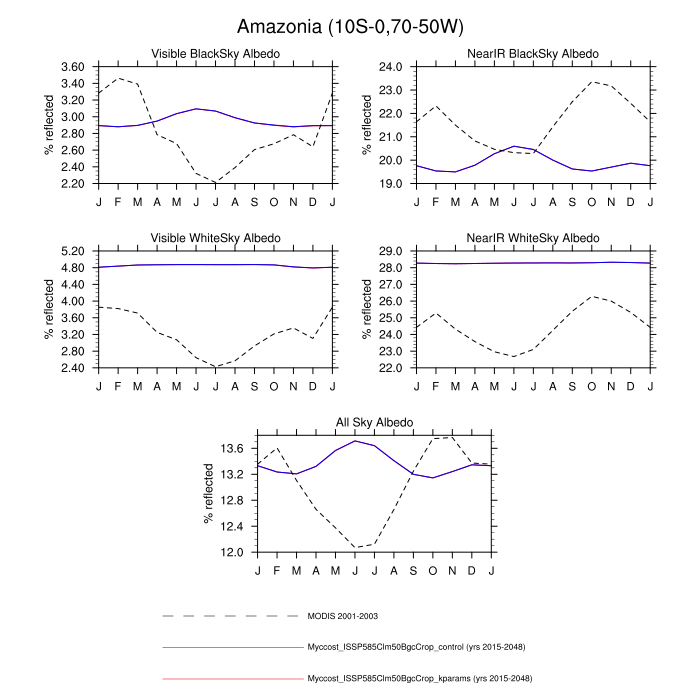 Amazonia (10S-0,70-50W)
Visible BlackSky Albedo
% reflected
3.60
3.40
3.20
3.00
2.80
2.60
2.40
2.20
J F M A M J J A S O N D J
NearIR BlackSky Albedo
% reflected
24.0
23.0
22.0
21.0
20.0
19.0
J F M A M J J A S O N D J
Visible WhiteSky Albedo
% reflected
5.20
4.80
4.40
4.00
3.60
3.20
2.80
2.40
J F M A M J J A S O N D J
NearIR WhiteSky Albedo
% reflected
29.0
28.0
27.0
26.0
25.0
24.0
23.0
22.0
J F M A M J J A S O N D J
All Sky Albedo
% reflected
13.6
13.2
12.8
12.4
12.0
J F M A M J J A S O N D J
MODIS 2001-2003
Myccost_ISSP585Clm50BgcCrop_control (yrs 2015-2048)
Myccost_ISSP585Clm50BgcCrop_kparams (yrs 2015-2048)